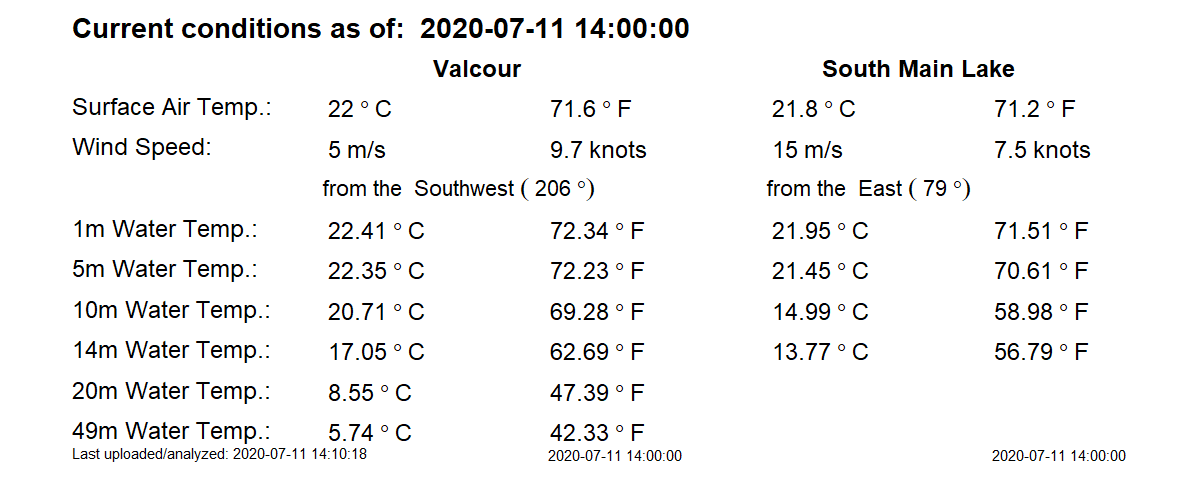 Current conditions as of: 2020-07-11 14:00:00
Valcour South Main Lake
Surface Air Temp.: 22 ° C 71.6 ° F 21.8 ° C 71.2 ° F
Wind Speed: 5 m/s 9.7 knots 15 m/s 7.5 knots
from the Southwest ( 206 °) from the East ( 79 °)
1m Water Temp.: 22.41 ° C 72.34 ° F 21.95 ° C 71.51 ° F
5m Water Temp.: 22.35 ° C 72.23 ° F 21.45 ° C 70.61 ° F
10m Water Temp.: 20.71 ° C 69.28 ° F 14.99 ° C 58.98 ° F
14m Water Temp.: 17.05 ° C 62.69 ° F 13.77 ° C 56.79 ° F
20m Water Temp.: 8.55 ° C 47.39 ° F
49m Water Temp.: 5.74 ° C 42.33 ° F
Last uploaded/analyzed: 2020-07-11 14:10:18 2020-07-11 14:00:00 2020-07-11 14:00:00